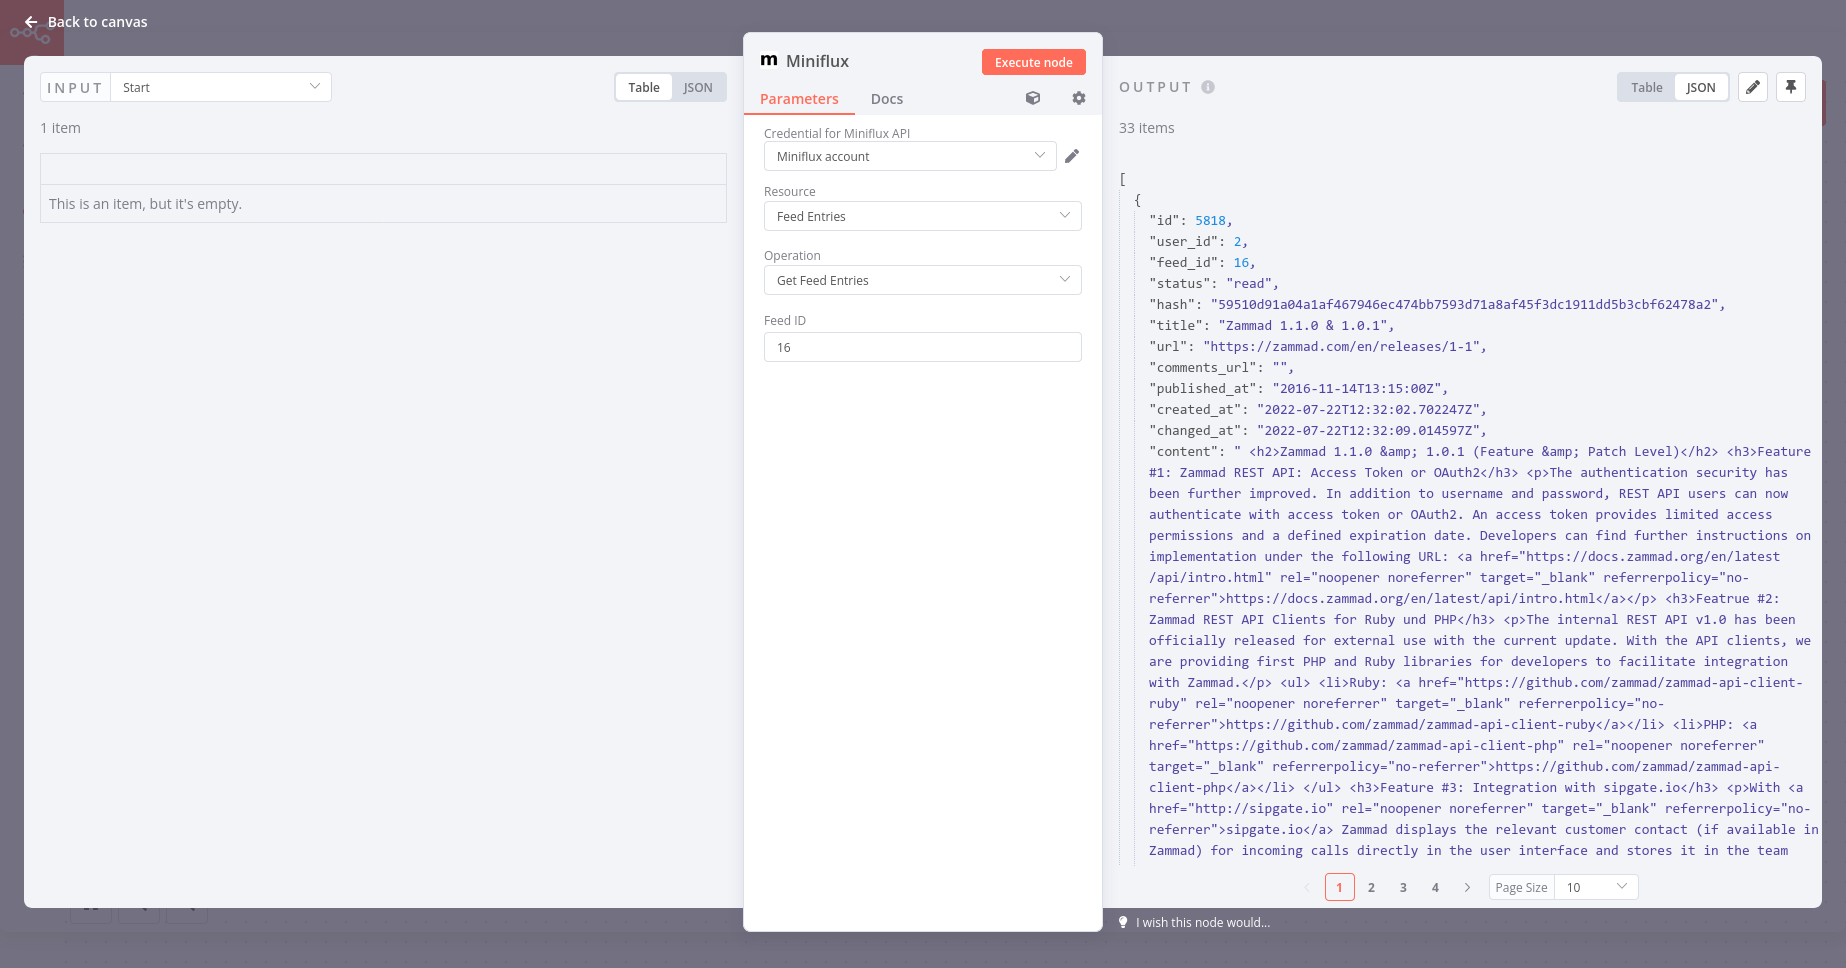 Back to canvas
INPUT
Start
Table
JSON
1 item
This is an item, but it's empty.
m
Miniflux
Execute node
Parameters
Docs
Credential for Miniflux API
Miniflux account
Resource
Feed Entries
Operation
Get Feed Entries
Feed ID
16
OUTPUT
Table
JSON
33 items
[
{
"id": 5818,
"user_id": 2,
"feed_id": 16,
"status": "read",
"hash": "59510d91a04a1af467946ec474bb7593d71a8af45f3dc1911dd5b3cbf62478a2",
"title": "Zammad 1.1.0 & 1.0.1",
"url": "https://zammad.com/en/releases/1-1",
"comments_url": "",
"published_at": "2016-11-14T13:15:00Z",
"created_at": "2022-07-22T12:32:02.702247Z",
"changed_at": "2022-07-22T12:32:09.014597Z",
"content": " <h2>Zammad 1.1.0 &amp; 1.0.1 (Feature &amp; Patch Level)</h2> <h3>Feature
#1: Zammad REST API: Access Token or OAuth2</h3> <p>The authentication security has
been further improved. In addition to username and password, REST API users can now
authenticate with access token or OAuth2. An access token provides limited access
permissions and a defined expiration date. Developers can find further instructions on
implementation under the following URL: <a href="https://docs.zammad.org/en/latest
/api/intro.html" rel="noopener noreferrer" target="_blank" referrerpolicy="no-
referrer">https://docs.zammad.org/en/latest/api/intro.html</a></p> <h3>Featrue #2:
Zammad REST API Clients for Ruby und PHP</h3> <p>The internal REST API v1.0 has been
officially released for external use with the current update. With the API clients, we
are providing first PHP and Ruby libraries for developers to facilitate integration
with Zammad.</p> <ul> <li>Ruby: <a href="https://github.com/zammad/zammad-api-client-
ruby" rel="noopener noreferrer" target="_blank" referrerpolicy="no-
referrer">https://github.com/zammad/zammad-api-client-ruby</a></li> <li>PHP: <a
href="https://github.com/zammad/zammad-api-client-php" rel="noopener noreferrer"
target="_blank" referrerpolicy="no-referrer">https://github.com/zammad/zammad-api-
client-php</a></li> </ul> <h3>Feature #3: Integration with sipgate.io</h3> <p>With <a
href="http://sipgate.io" rel="noopener noreferrer" target="_blank" referrerpolicy="no-
referrer">sipgate.io</a> Zammad displays the relevant customer contact (if available in
Zammad) for incoming calls directly in the user interface and stores it in the team
1
2
3
4
Page Size
10
I wish this node would...